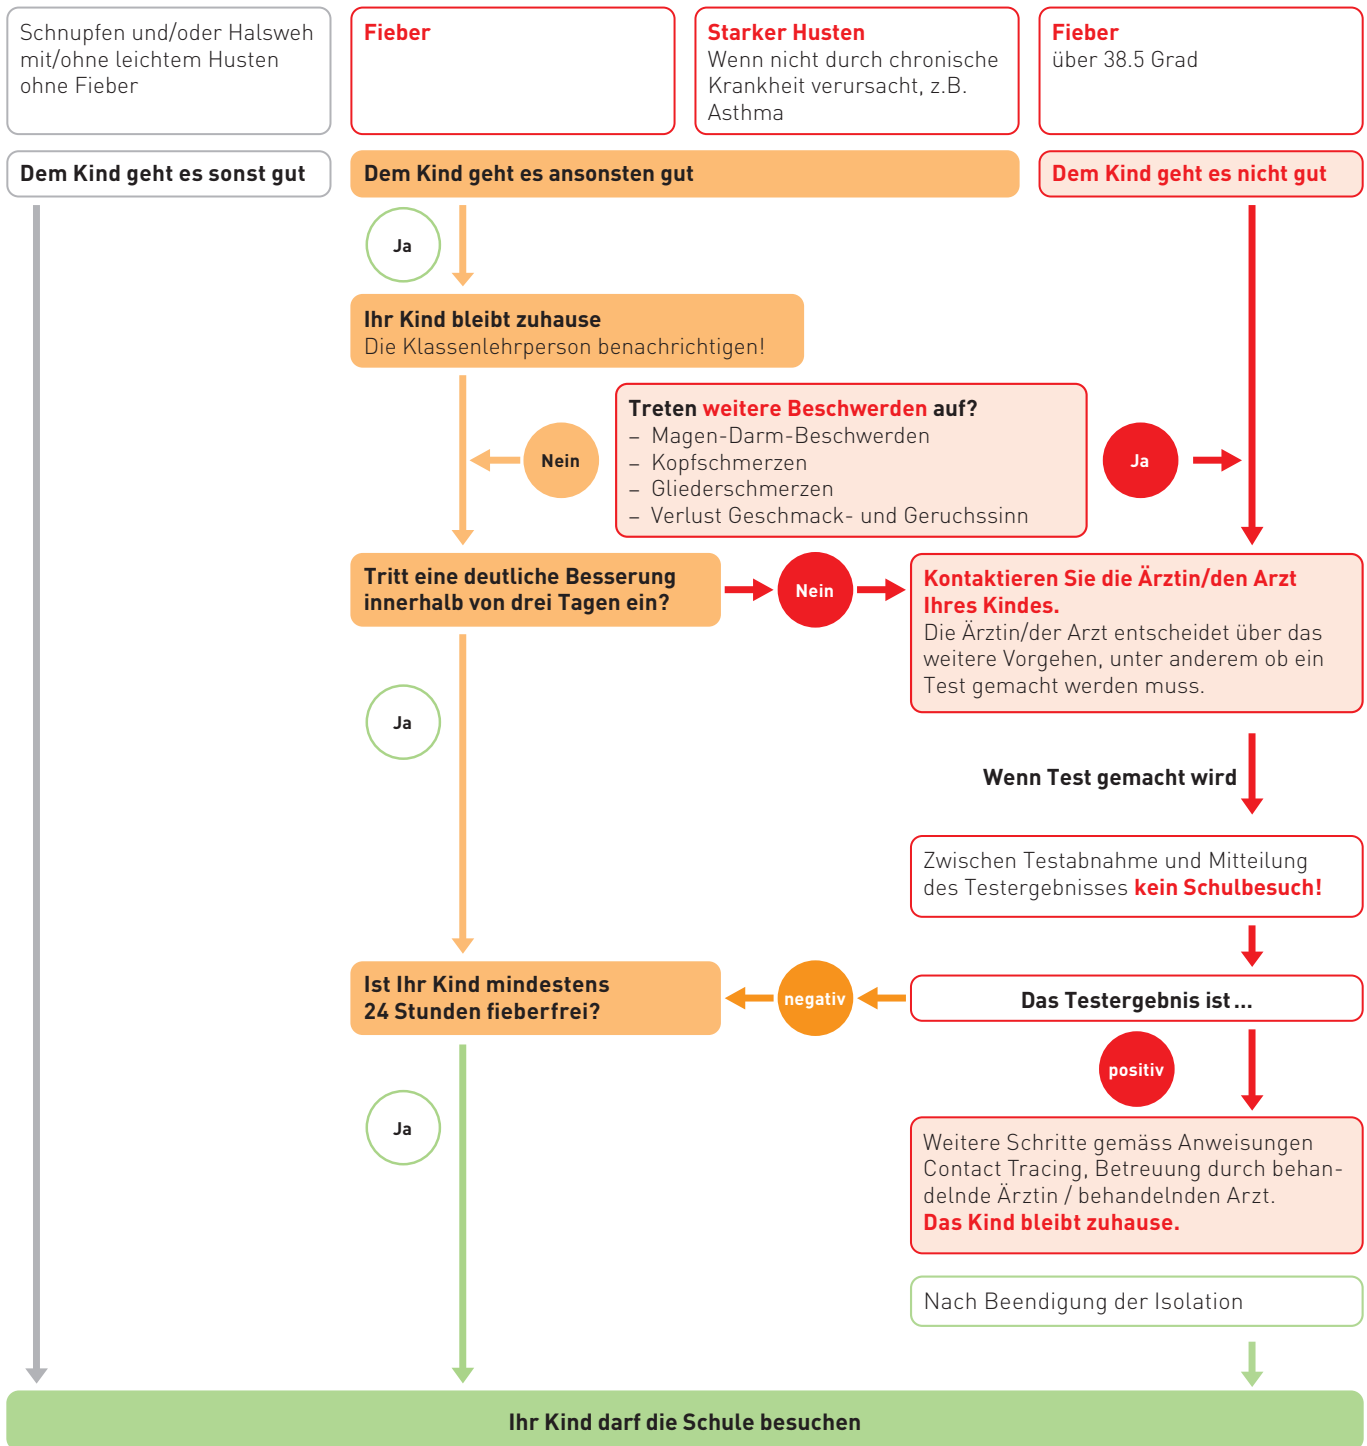 Schnupfen und/oder Halsweh
mit/ohne leichtem Husten
ohne Fieber
Fieber
Starker Husten
Wenn nicht durch chronische
Krankheit verursacht, z.B.
Asthma
Fieber
über 38.5 Grad
Dem Kind geht es sonst gut
Dem Kind geht es ansonsten gut
Dem Kind geht es nicht gut
Ja
Ihr Kind bleibt zuhause
Die Klassenlehrperson benachrichtigen!
Treten weitere Beschwerden auf?
– Magen-Darm-Beschwerden
– Kopfschmerzen
– Gliederschmerzen
– Verlust Geschmack- und Geruchssinn
Nein
Ja
Tritt eine deutliche Besserung
innerhalb von drei Tagen ein?
Nein
Kontaktieren Sie die Ärztin/den Arzt
Ihres Kindes.
Die Ärztin/der Arzt entscheidet über das
weitere Vorgehen, unter anderem ob ein
Test gemacht werden muss.
Ja
Wenn Test gemacht wird
Zwischen Testabnahme und Mitteilung
des Testergebnisses kein Schulbesuch!
Ist Ihr Kind mindestens
24 Stunden fieberfrei?
negativ
Das Testergebnis ist ...
positiv
Ja
Weitere Schritte gemäss Anweisungen
Contact Tracing, Betreuung durch behan-
delnde Ärztin / behandelnden Arzt.
Das Kind bleibt zuhause.
Nach Beendigung der Isolation
Ihr Kind darf die Schule besuchen